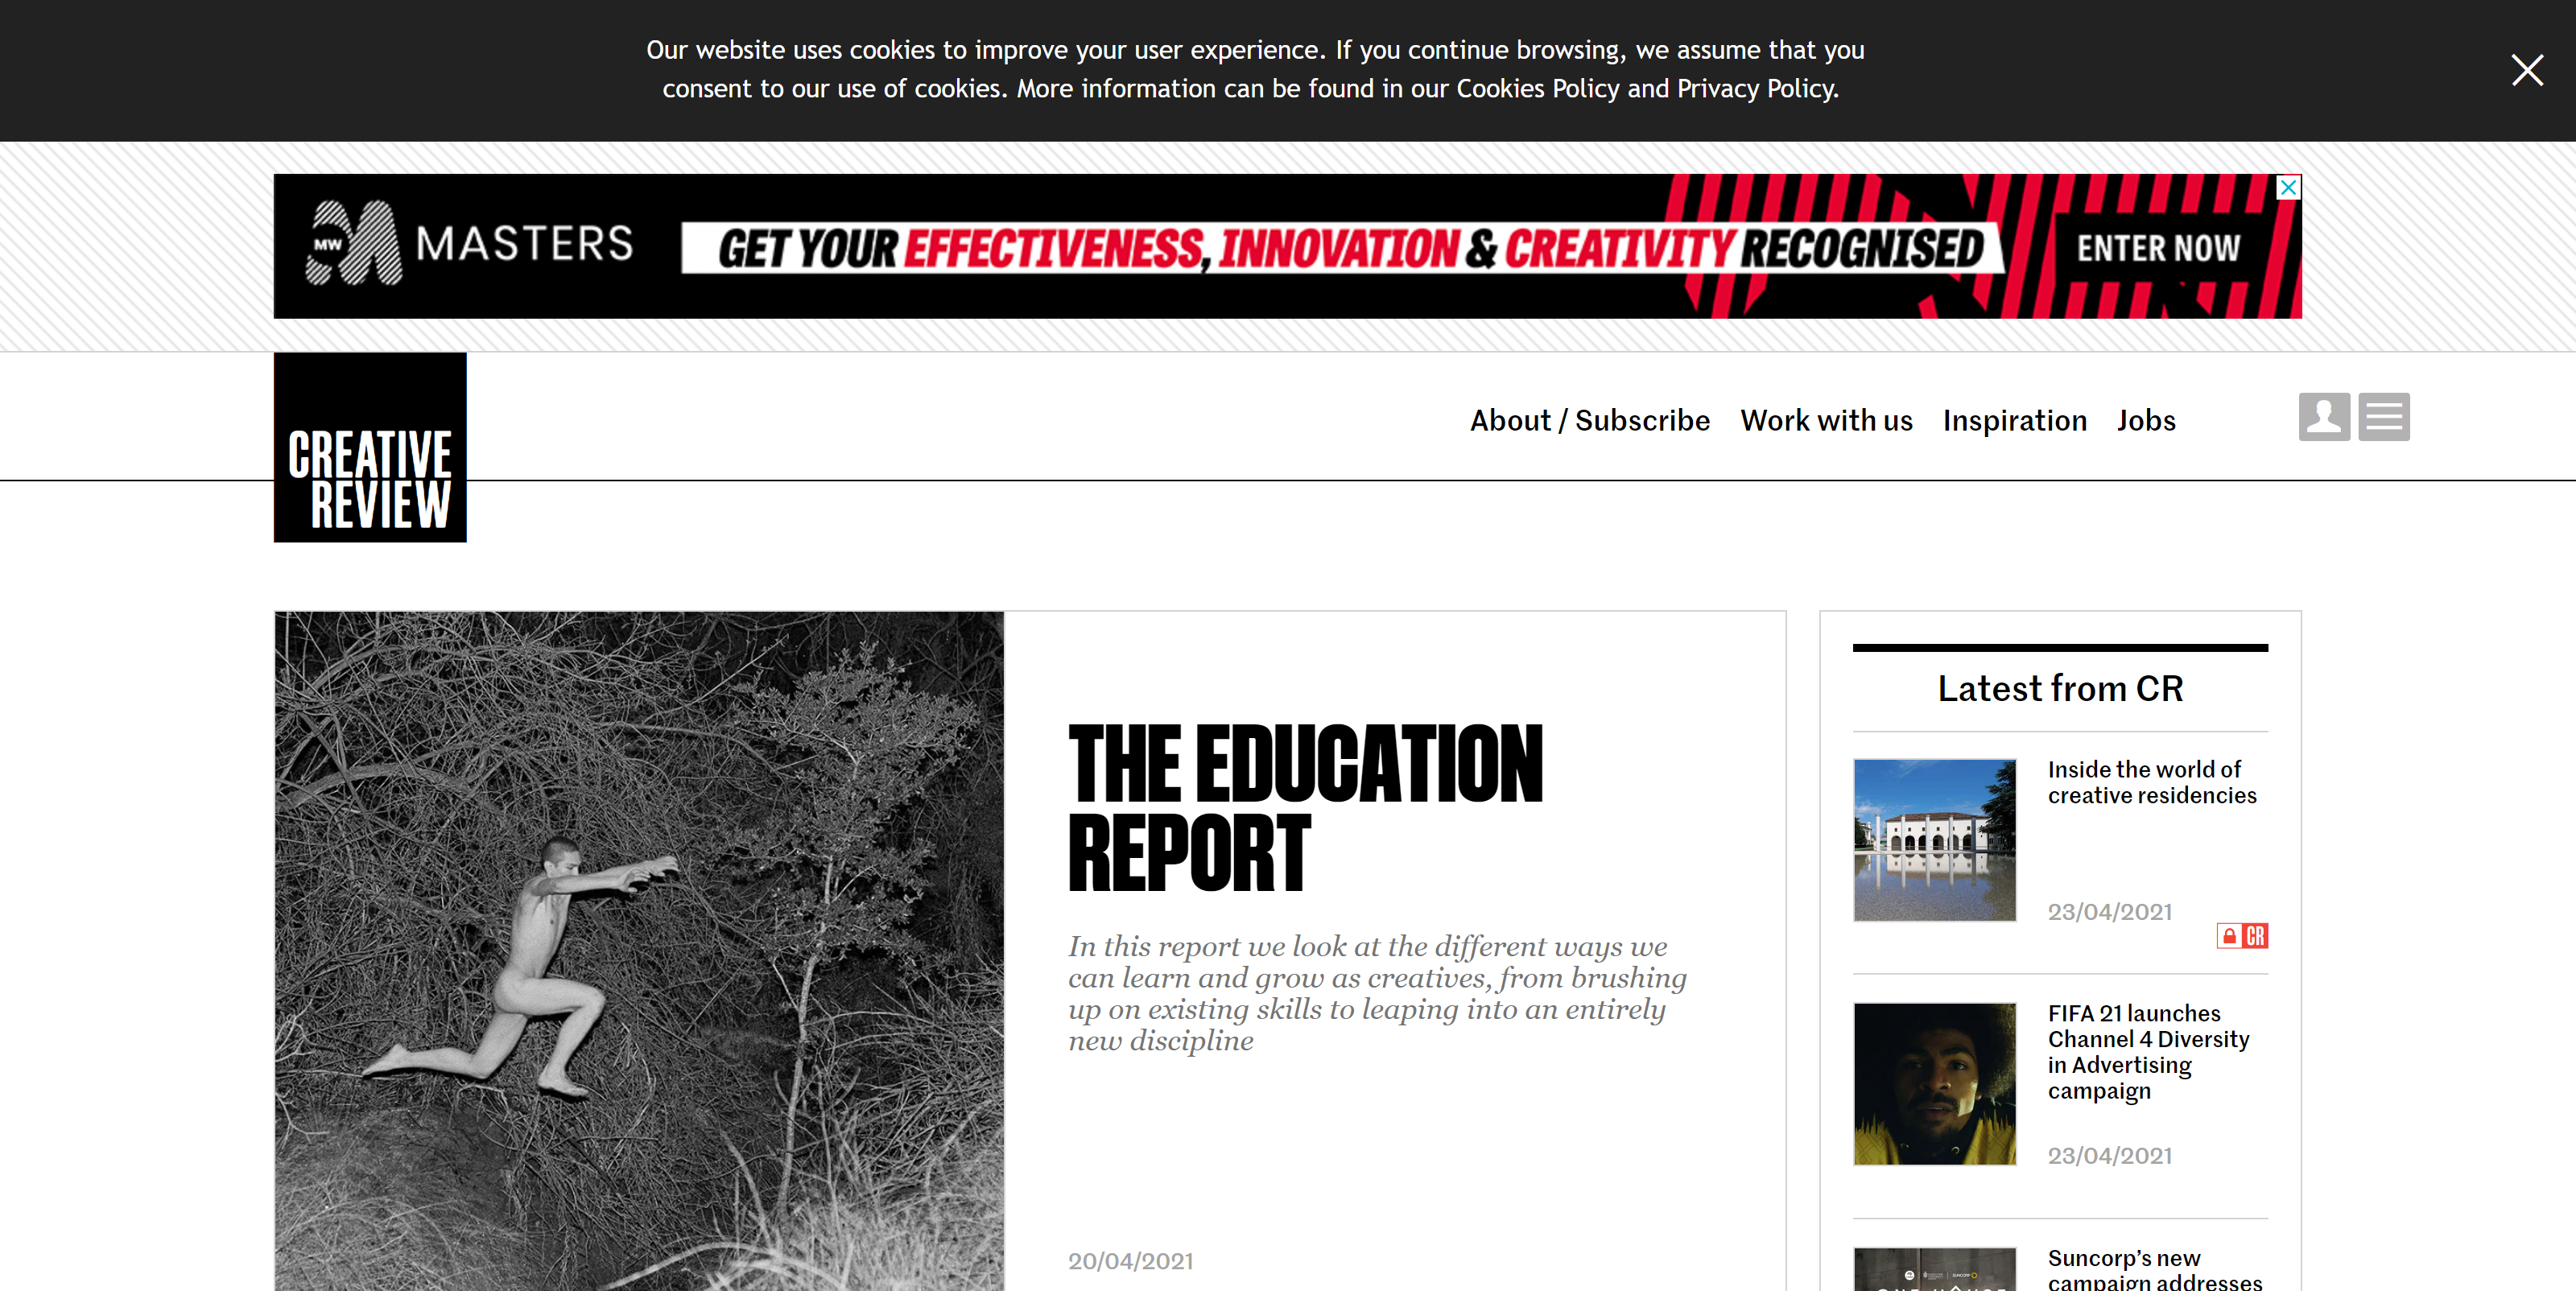 Our website uses cookies to improve your user experience. If you continue browsing, we assume that you
consent to our use of cookies. More information can be found in our Cookies Policy and Privacy Policy.
MW MASTERS
GET YOUR EFFECTIVENESS, INNOVATION & CREATIVITY RECOGNISED
ENTER NOW
CREATIVE
REVIEW
About / Subscribe Work with us Inspiration Jobs
THE EDUCATION
REPORT
In this report we look at the different ways we
can learn and grow as creatives, from brushing
up on existing skills to leaping into an entirely
new discipline
20/04/2021
Latest from CR
Inside the world of
creative residencies
23/04/2021
CR
FIFA 21 launches
Channel 4 Diversity
in Advertising
campaign
23/04/2021
Suncorp’s new
campaign addresses